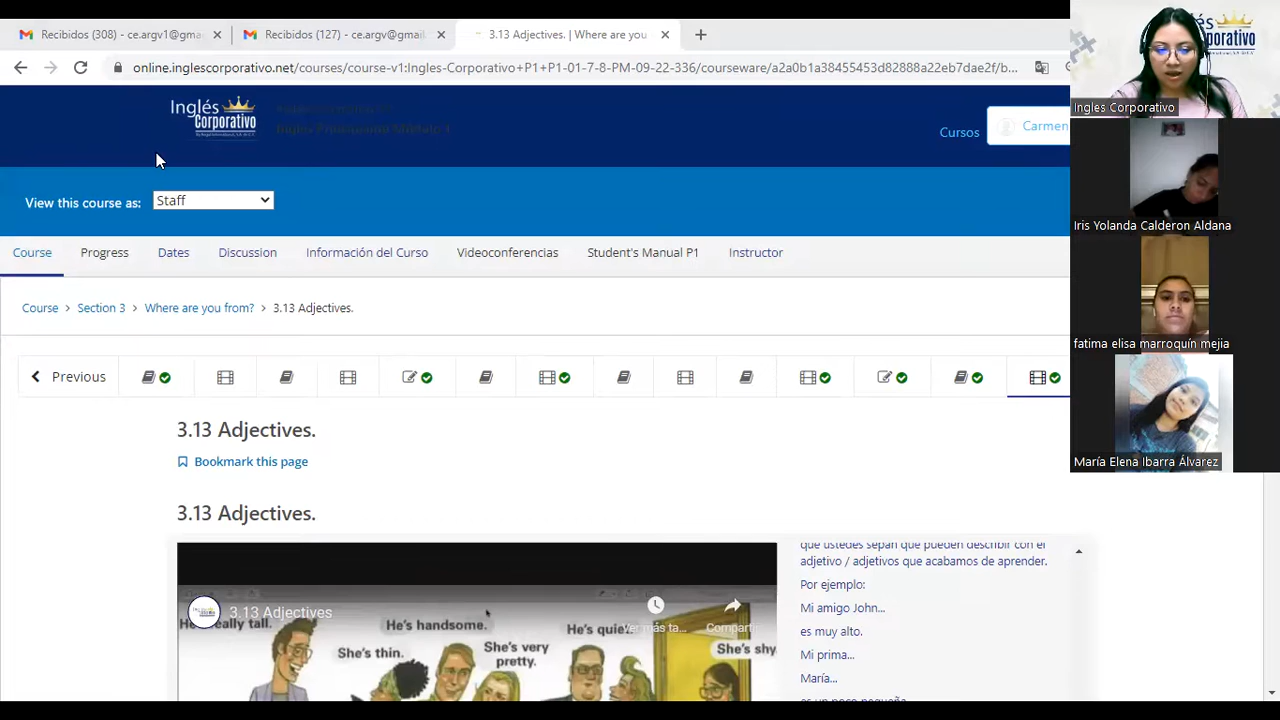 Recibidos (308) - ce.argv1@gma
Recibidos (127) - ce.argv@gmail
3.13 Adjectives. | Where are you
online.inglescorporativo.net/courses/course-v1:Ingles-Corporativo+P1+P1-01-7-8-PM-09-22-336/courseware/a2a0b1a38455453d82888a22eb7dae2f/b...
Inglés
Corporativo
Cursos
Carmen
View this course as:
Staff
Course
Progress
Dates
Discussion
Información del Curso
Videoconferencias
Student's Manual P1
Instructor
Course > Section 3 > Where are you from? > 3.13 Adjectives.
Previous
3.13 Adjectives.
Bookmark this page
3.13 Adjectives.
3.13 Adjectives
He's really tall.
He's handsome.
She's thin.
She's very
pretty.
He's quiet.
She's shy
que ustedes sepan que pueden describir con el
adjetivo / adjetivos que acabamos de aprender.
Por ejemplo:
Mi amigo John...
es muy alto.
Mi prima...
María...
es un poco pequeña
Ingles Corporativo
Iris Yolanda Calderon Aldana
fatima elisa marroquín mejia
María Elena Ibarra Álvarez